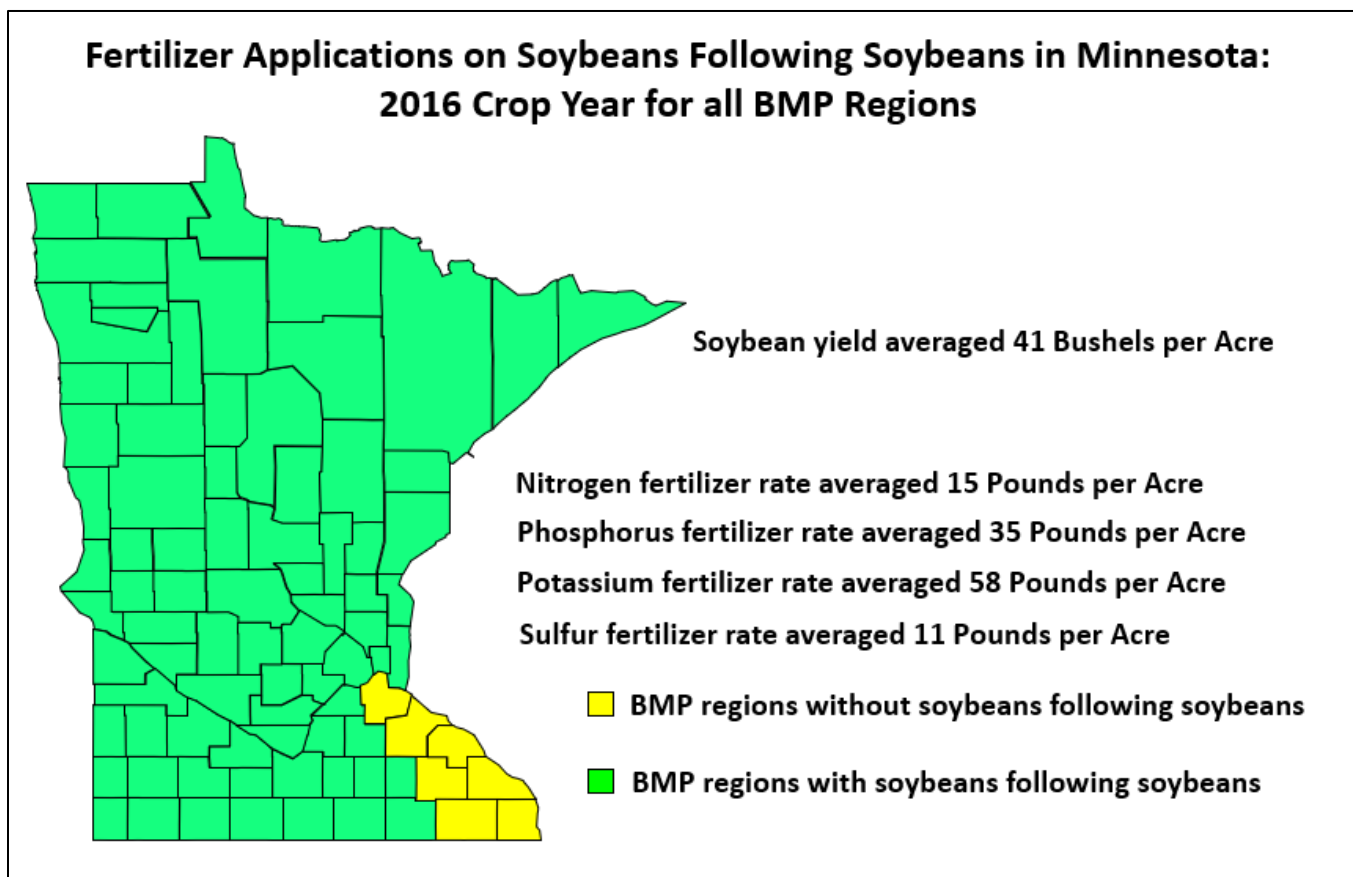 Fertilizer Applications on Soybeans Following Soybeans in Minnesota:
2016 Crop Year for all BMP Regions
Soybean yield averaged 41 Bushels per Acre
Nitrogen fertilizer rate averaged 15 Pounds per Acre
Phosphorus fertilizer rate averaged 35 Pounds per Acre
Potassium fertilizer rate averaged 58 Pounds per Acre
Sulfur fertilizer rate averaged 11 Pounds per Acre
BMP regions without soybeans following soybeans
BMP regions with soybeans following soybeans